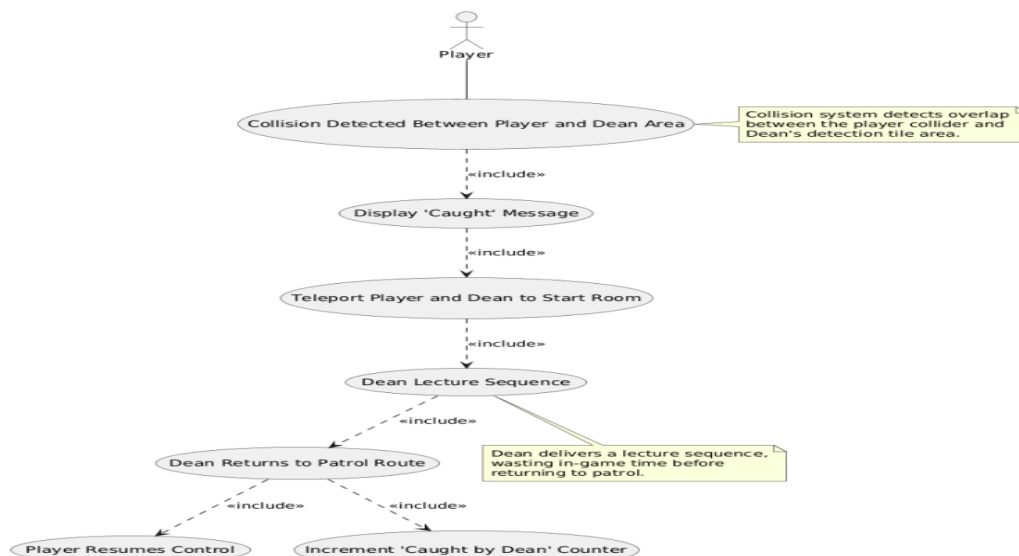 Player
Collision Detected Between Player and Dean Area
Collision system detects overlap
between the player collider and
Dean's detection tile area.
«include»
Display 'Caught' Message
«include»
Teleport Player and Dean to Start Room
«include»
Dean Lecture Sequence
«include»
Dean Returns to Patrol Route
Dean delivers a lecture sequence,
wasting in-game time before
returning to patrol.
«include»
«include»
Player Resumes Control
Increment 'Caught by Dean' Counter